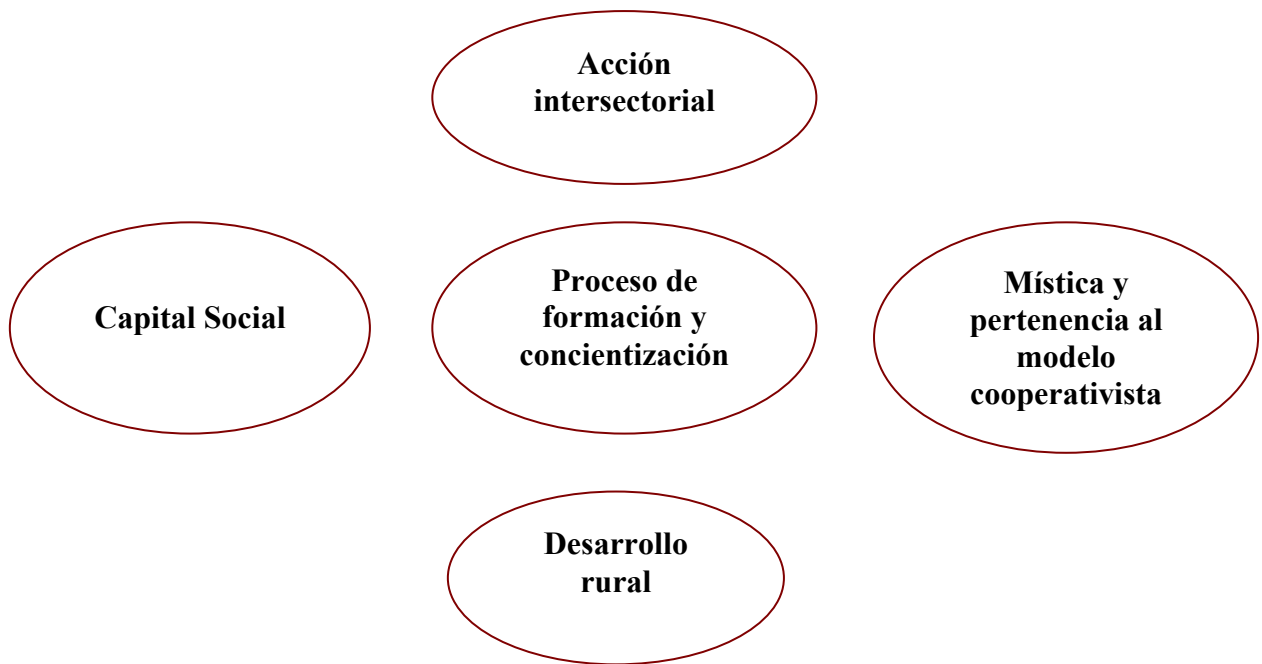 Acción
intersectorial
Capital Social
Proceso de
formación y
concientización
Mística y
pertenencia al
modelo
cooperativista
Desarrollo
rural